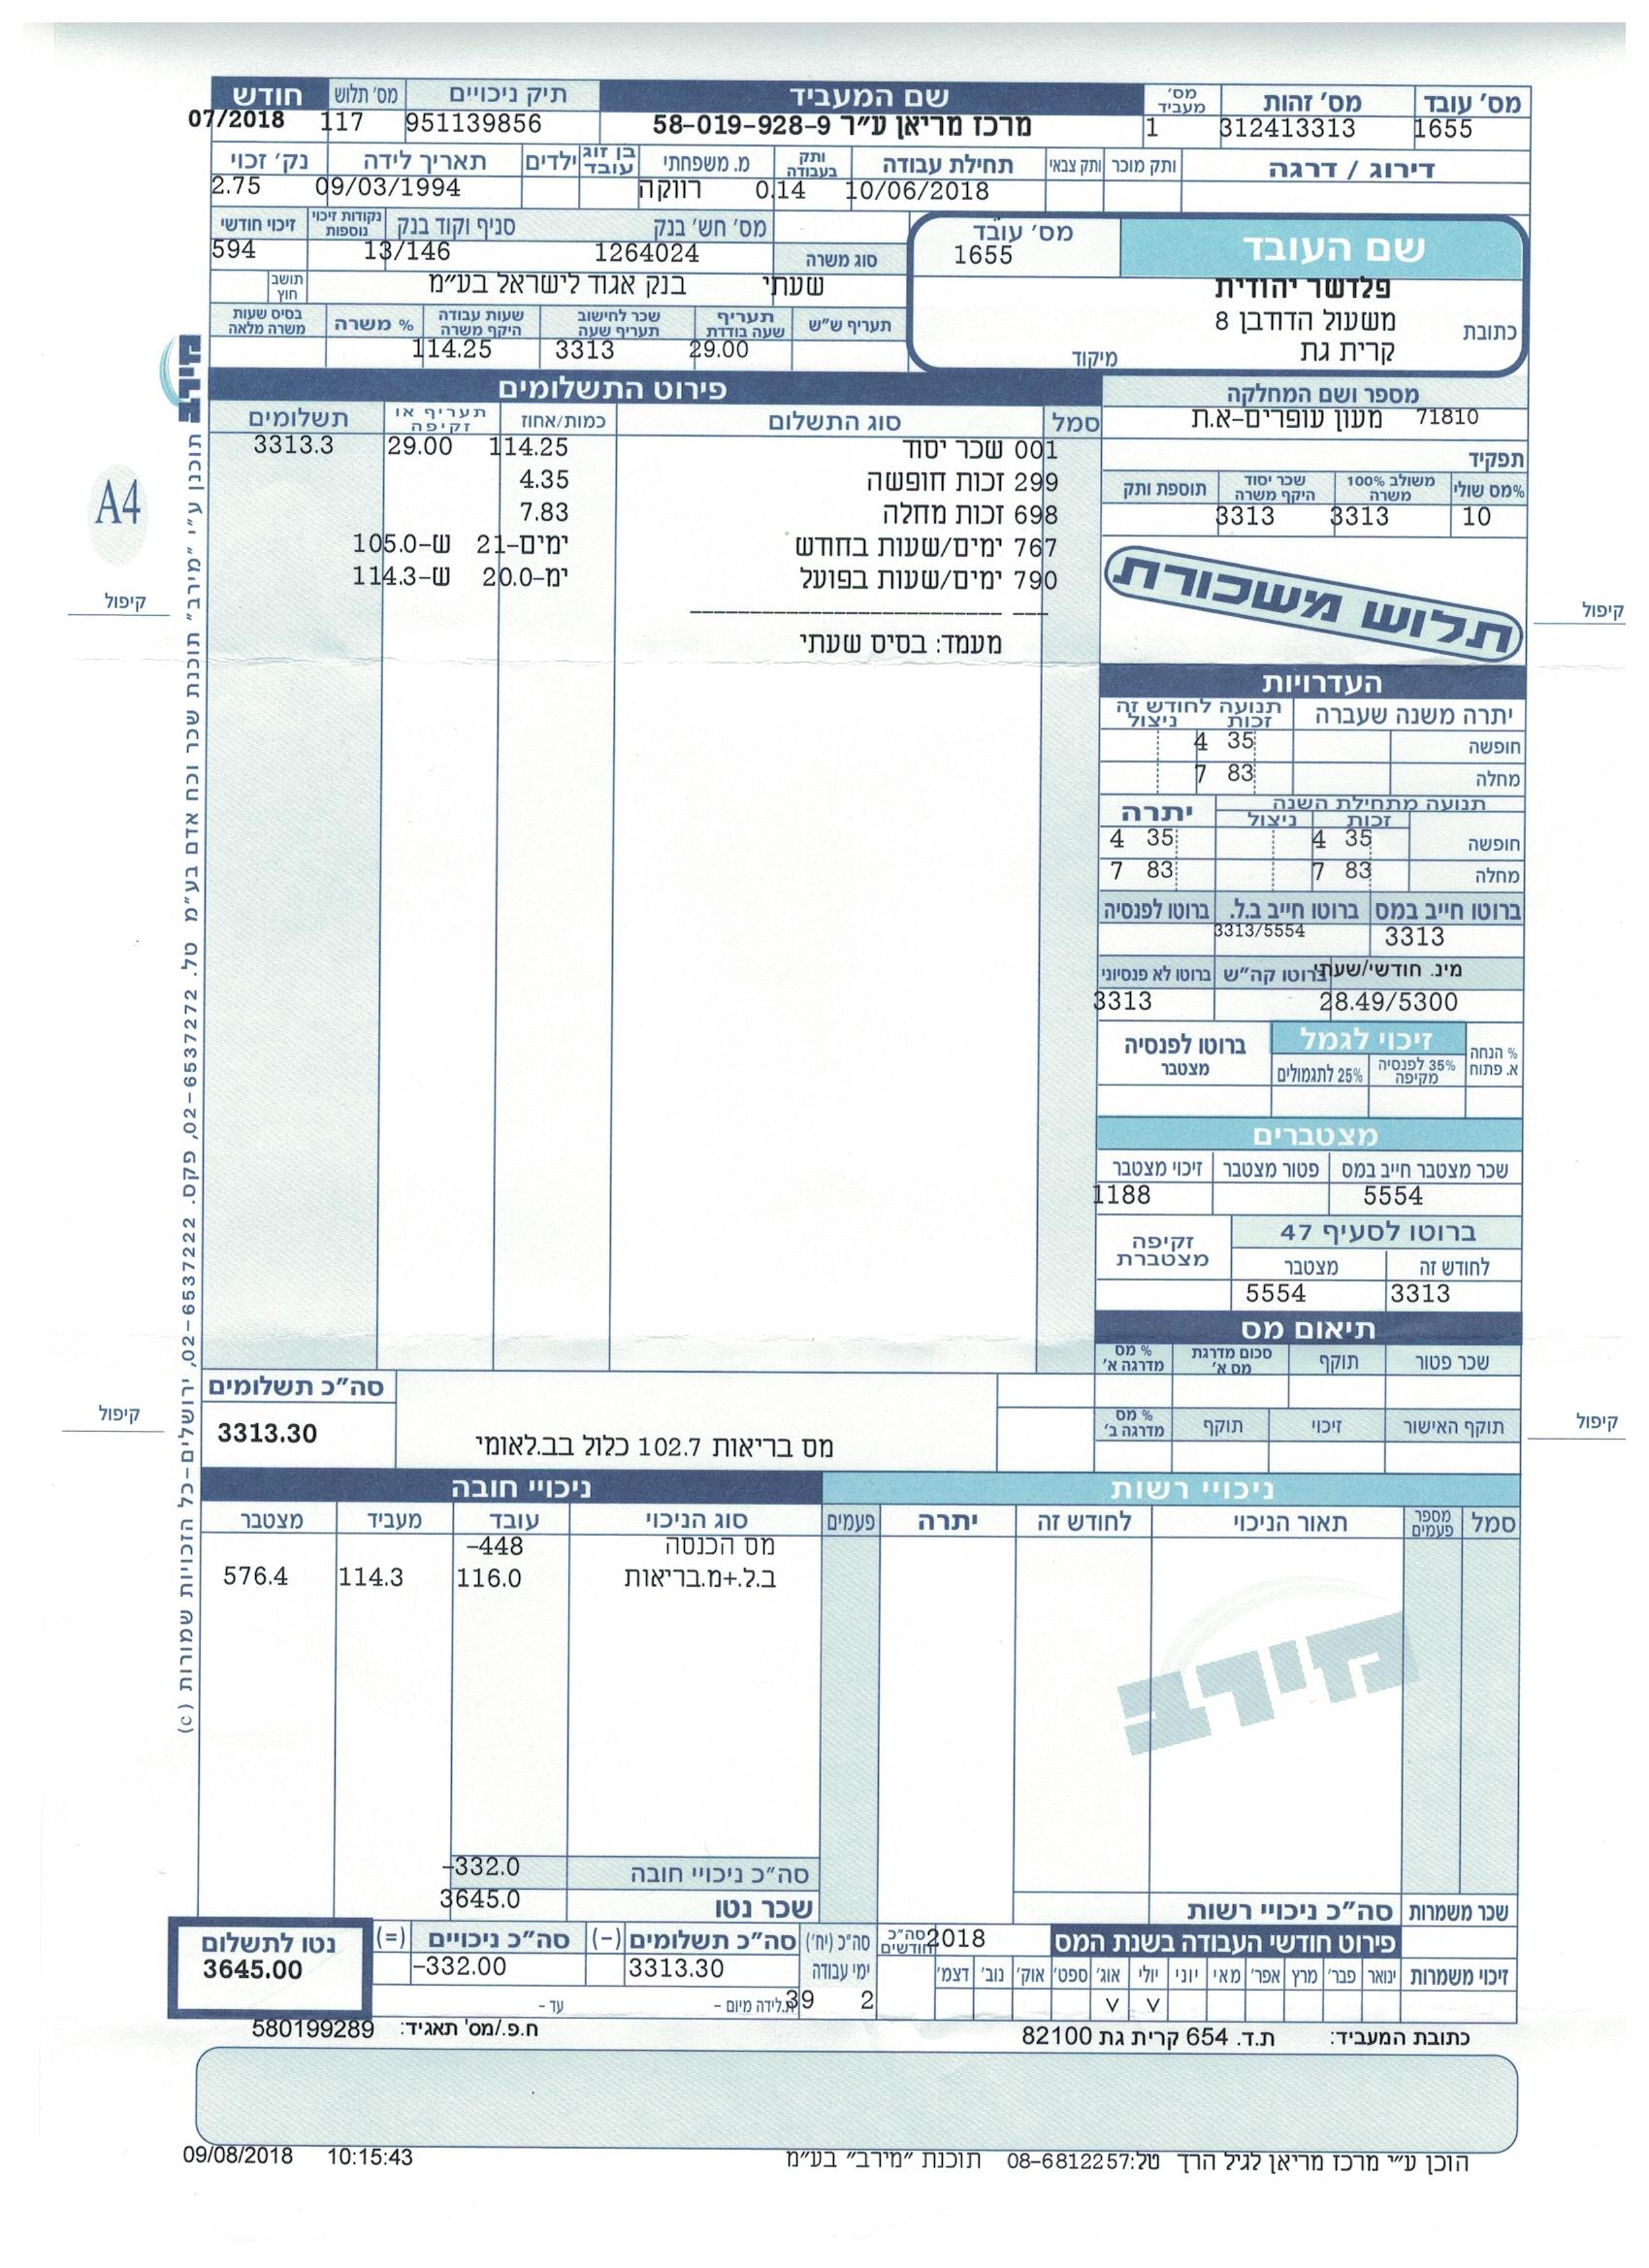 מס׳ עובד מס׳ זהות מס׳ מעביד שם המעביד תיק ניכויים מס׳ תלוש חודש
1655 312413313 1 מרכז מריאן ע״ר 58-019-928-9 951139856 117 07/2018
דירוג / דרגה ותק מוכר ותק צבאי תחילת עבודה ותק בעבודה מ. משפחתי בן זוג עובד ילדים תאריך לידה נק׳ זכוי
10/06/2018 0.14 רווקה 09/03/1994 2.75
שם העובד מס׳ עובד מס׳ חש׳ בנק סניף וקוד בנק נקודות זיכוי נוספות זיכוי חודשי
1655 1264024 13/146 594
סוג משרה
פלדשר יהודית
שעתי בנק אגוד לישראל בע״מ תושב חוץ
כתובת משעול הדודבן 8
קרית גת
מיקוד
תעריף ש״ש תעריף שעה בודדת שכר לחישוב תעריף שעה שעות עבודה היקף משרה % משרה בסיס שעות משרה מלאה
29.00 3313 114.25
מספר ושם המחלקה
71810 מעון עופרים-א.ת
תפקיד
%מס שולי משולב 100% משרה שכר יסוד היקף משרה תוספת ותק
10 3313 3313
תלוש משכורת
פירוט התשלומים
סמל סוג התשלום כמות/אחוז תעריף או זקיפה תשלומים
001 שכר יסוד 114.25 29.00 3313.3
299 זכות חופשה 4.35
698 זכות מחלה 7.83
767 ימים/שעות בחודש ימים-21 ש-105.0
790 ימים/שעות בפועל ימ-20.0 ש-114.3
מעמד: בסיס שעתי
העדרויות
יתרה משנה שעברה תנועה לחודש זה
זכות ניצול
חופשה 4 35
מחלה 7 83
תנועה מתחילת השנה יתרה
זכות ניצול
חופשה 4 35 4 35
מחלה 7 83 7 83
ברוטו חייב במס ברוטו חייב ב.ל. ברוטו לפנסיה
3313 3313/5554
מינ. חודשי/שעתי ברוטו קה״ש ברוטו לא פנסיוני
28.49/5300 3313
% הנחה א. פתוח זיכוי לגמל ברוטו לפנסיה מצטבר
35% לפנסיה מקיפה 25% לתגמולים
מצטברים
שכר מצטבר חייב במס פטור מצטבר זיכוי מצטבר
5554 1188
ברוטו לסעיף 47 זקיפה מצטברת
לחודש זה מצטבר
3313 5554
תיאום מס
שכר פטור תוקף סכום מדרגת מס א׳ % מס מדרגה א׳
תוקף האישור זיכוי תוקף % מס מדרגה ב׳
סה״כ תשלומים
3313.30
מס בריאות 102.7 כלול בב.לאומי
ניכויי רשות
סמל מספר פעמים תאור הניכוי לחודש זה יתרה פעמים
ניכויי חובה
סוג הניכוי עובד מעביד מצטבר
מס הכנסה -448
ב.ל.+מ.בריאות 116.0 114.3 576.4
מירב
סה״כ ניכויי חובה -332.0
שכר נטו 3645.0
שכר משמרות סה״כ ניכויי רשות
פירוט חודשי העבודה בשנת המס 2018 סה״כ חודשים
סה״כ (יח׳) ימי עבודה סה״כ תשלומים (-) סה״כ ניכויים (=) נטו לתשלום
3313.30 -332.00 3645.00
זיכוי משמרות ינואר פבר׳ מרץ אפר׳ מאי יוני יולי אוג׳ ספט׳ אוק׳ נוב׳ דצמ׳
V V
2 39 ת.לידה מיום - עד -
כתובת המעביד: ת.ד. 654 קרית גת 82100
ח.פ./מס' תאגיד: 580199289
הוכן ע״י מרכז מריאן לגיל הרך טל:08-6812257 תוכנת ״מירב״ בע״מ
09/08/2018 10:15:43
קיפול
קיפול
קיפול
קיפול
A4
מירב
תוכנן ע״י ״מירב״ תוכנת שכר וכח אדם בע״מ טל. 02-6537272, פקס. 02-6537222, ירושלים-כל הזכויות שמורות (c)